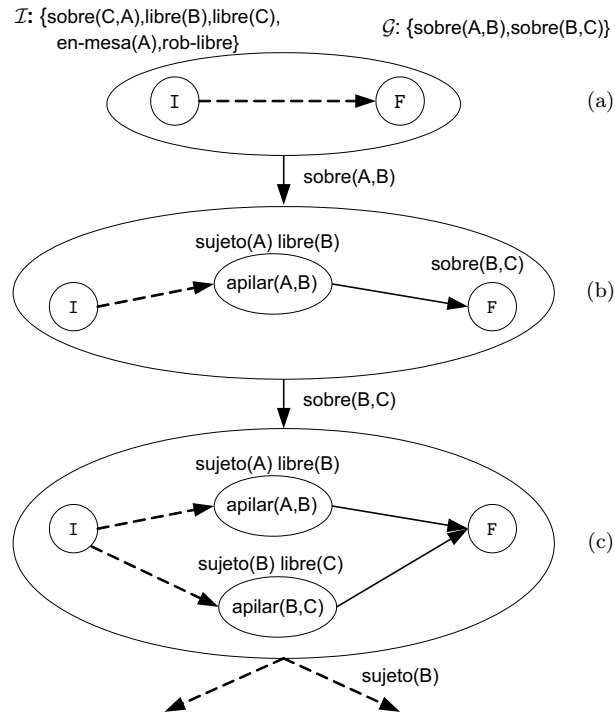 I: {sobre(C,A),libre(B),libre(C),
en-mesa(A),rob-libre}
G: {sobre(A,B),sobre(B,C)}
I
F
(a)
sobre(A,B)
sujeto(A) libre(B)
sobre(B,C)
apilar(A,B)
I
F
(b)
sobre(B,C)
sujeto(A) libre(B)
apilar(A,B)
I
F
(c)
sujeto(B) libre(C)
apilar(B,C)
sujeto(B)